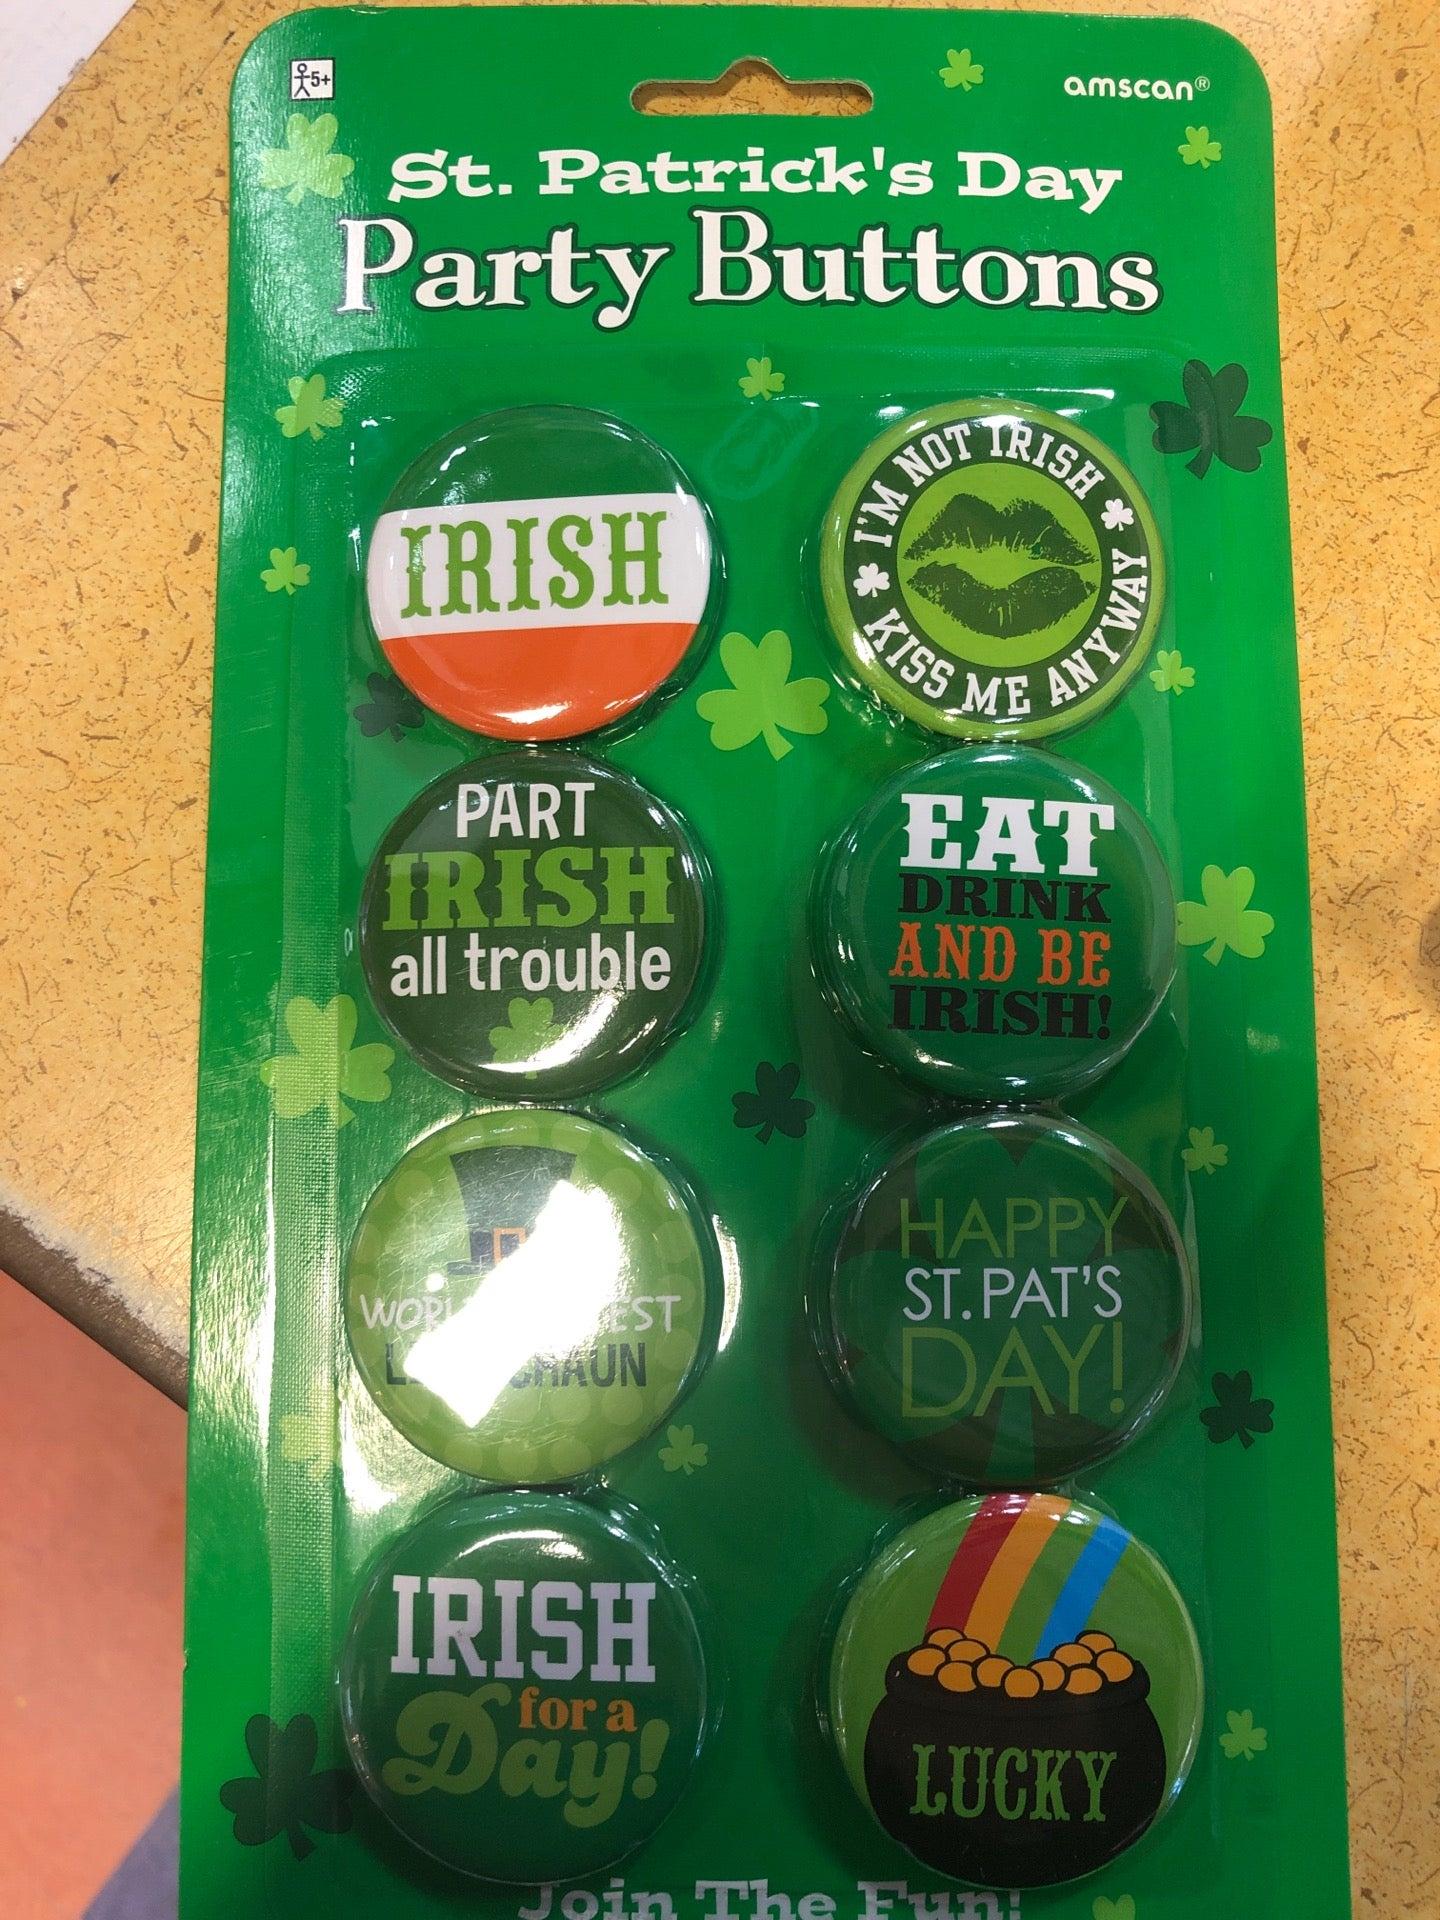 5+
amscan®
St. Patrick's Day
Party Buttons
IRISH
I'M NOT IRISH
KISS ME ANYWAY
PART
IRISH
all trouble
EAT
DRINK
AND BE
IRISH!
HAPPY
ST. PAT'S
DAY!
IRISH
for a
Day!
LUCKY
Join The Fun!